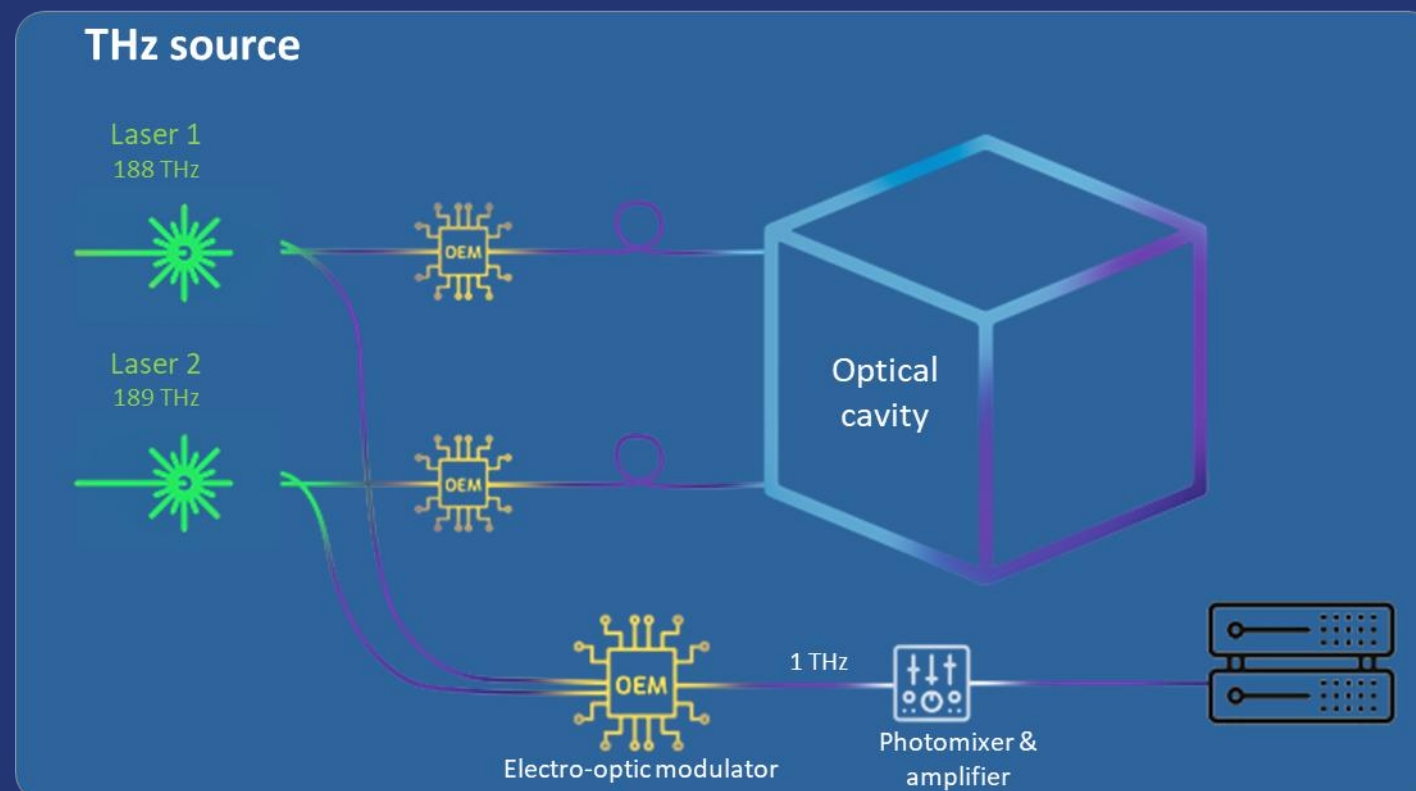 THz source
Laser 1
188 THz
OEM
Laser 2
189 THz
OEM
Optical
cavity
OEM
1 THz
Electro-optic modulator
Photomixer &
amplifier